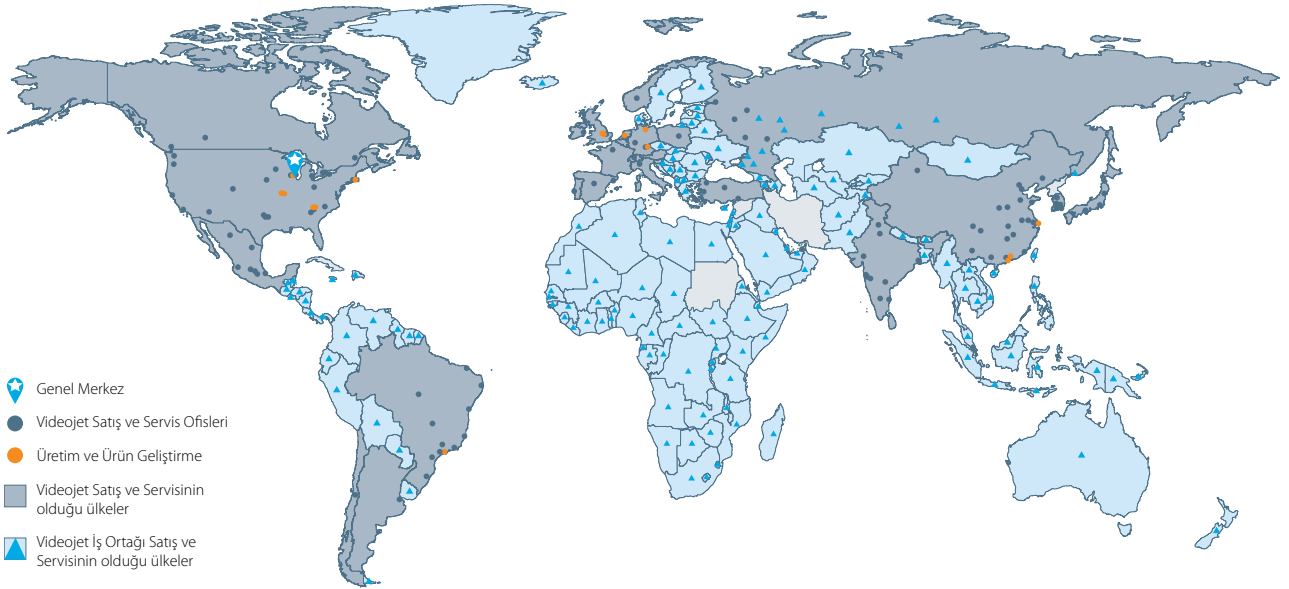 Genel Merkez
Videojet Satış ve Servis Ofisleri
Üretim ve Ürün Geliştirme
Videojet Satış ve Servisinin
olduğu ülkeler
Videojet İş Ortağı Satış ve
Servisinin olduğu ülkeler